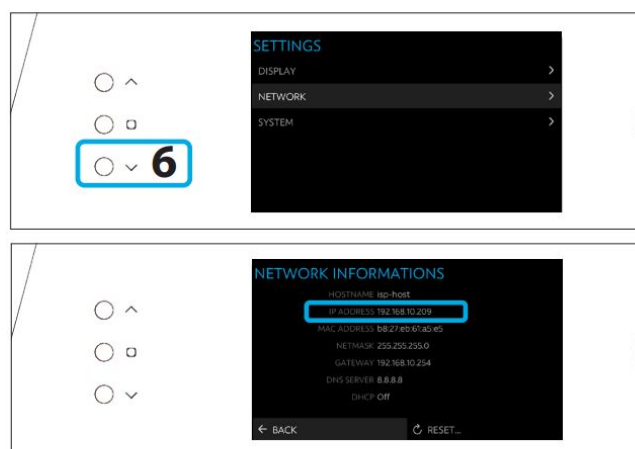 SETTINGS
DISPLAY
NETWORK
SYSTEM
6
NETWORK INFORMATIONS
HOSTNAME isp-host
IP ADDRESS 192.168.10.209
MAC ADDRESS b8:27:eb:61:a5:e5
NETMASK 255.255.255.0
GATEWAY 192.168.10.254
DNS SERVER 8.8.8.8
DHCP Off
BACK RESET...